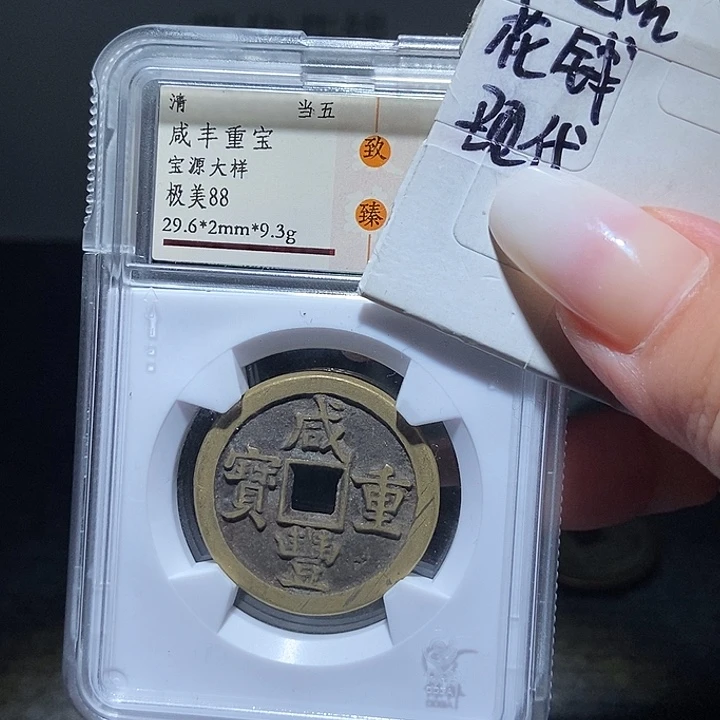 清 当五
咸丰重宝
宝源大样
极美88
29.6*2mm*9.3g
致
臻
花钱
现代
咸
寶 重
豐